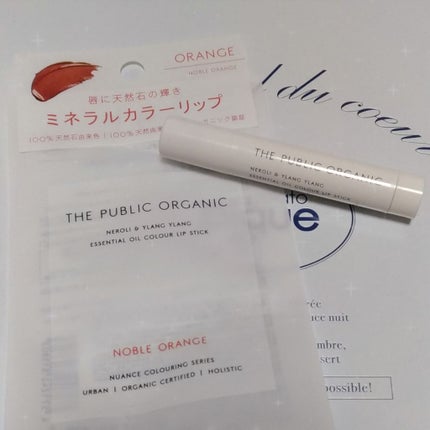 ORANGE
NOBLE ORANGE
唇に天然石の輝き
ミネラルカラーリップ
100%天然石由来色
THE PUBLIC ORGANIC
NEROLI & YLANG YLANG
ESSENTIAL OIL COLOUR LIP STICK
THE PUBLIC ORGANIC
NEROLI & YLANG YLANG
ESSENTIAL OIL COLOUR LIP STICK
NOBLE ORANGE
NUANCE COLOURING SERIES
URBAN | ORGANIC CERTIFIED | HOLISTIC
du coeur